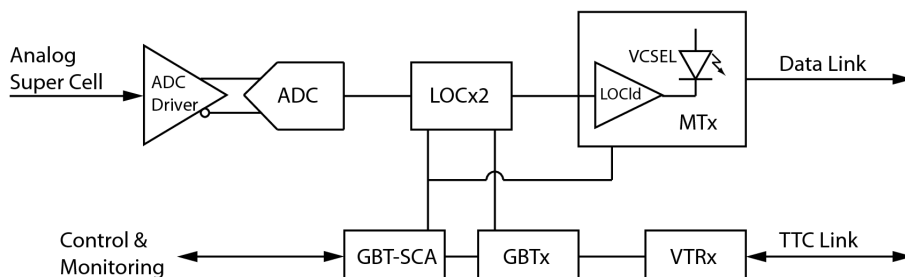 Analog
Super Cell
ADC
Driver
ADC
LOCx2
LOCld
VCSEL
MTx
Data Link
Control &
Monitoring
GBT-SCA
GBTx
VTRx
TTC Link